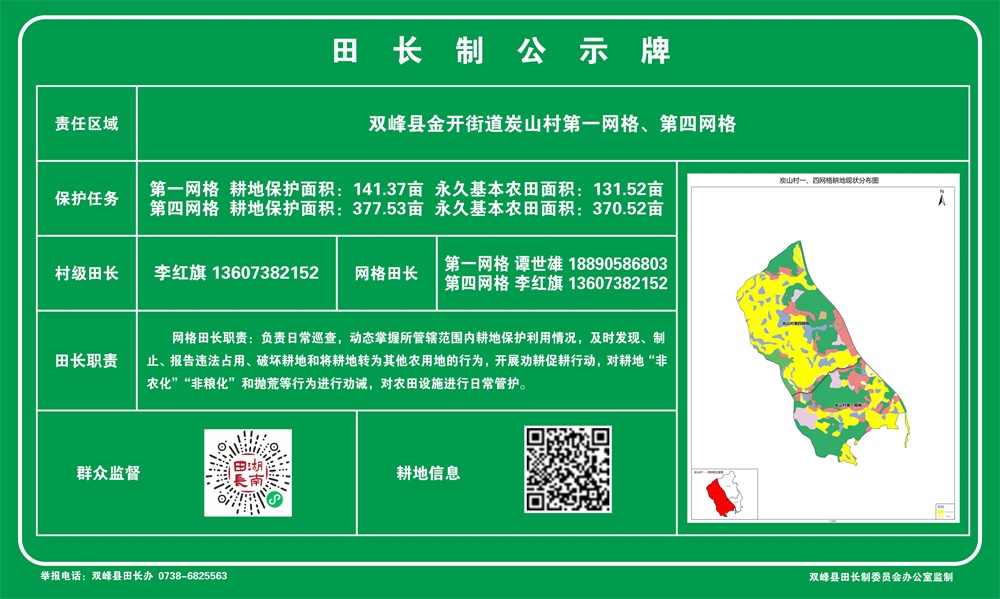 田长制公示牌
责任区域
双峰县金开街道炭山村第一网格、第四网格
保护任务
第一网格 耕地保护面积：141.37亩 永久基本农田面积：131.52亩
第四网格 耕地保护面积：377.53亩 永久基本农田面积：370.52亩
村级田长
李红旗 13607382152
网格田长
第一网格 谭世雄 18890586803
第四网格 李红旗 13607382152
田长职责
网格田长职责：负责日常巡查，动态掌握所管辖范围内耕地保护利用情况，及时发现、制
止、报告违法占用、破坏耕地和将耕地转为其他农用地的行为，开展劝耕促耕行动，对耕地“非
农化”“非粮化”和抛荒等行为进行劝诫，对农田设施进行日常管护。
群众监督
湖南
田長
耕地信息
炭山村一、四网格耕地现状分布图
N
炭山村第四网格
炭山村第一网格
举报电话：双峰县田长办 0738-6825563
双峰县田长制委员会办公室监制